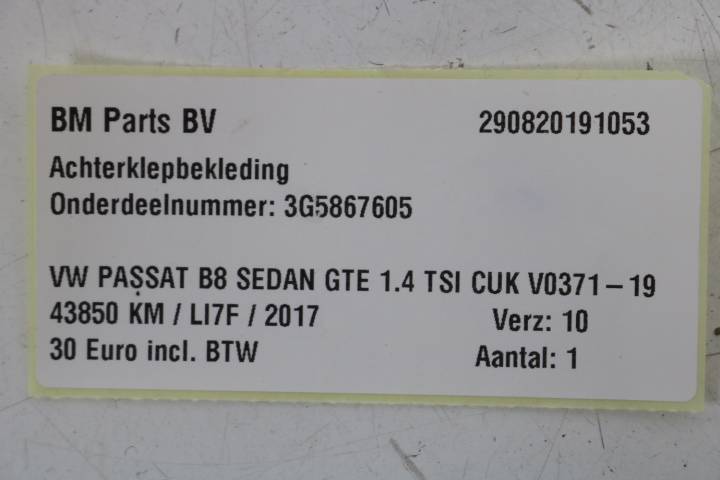 BM Parts BV 290820191053
Achterklepbekleding
Onderdeelnummer: 3G5867605
VW PASSAT B8 SEDAN GTE 1.4 TSI CUK V0371-19
43850 KM / LI7F / 2017 Verz: 10
30 Euro incl. BTW Aantal: 1